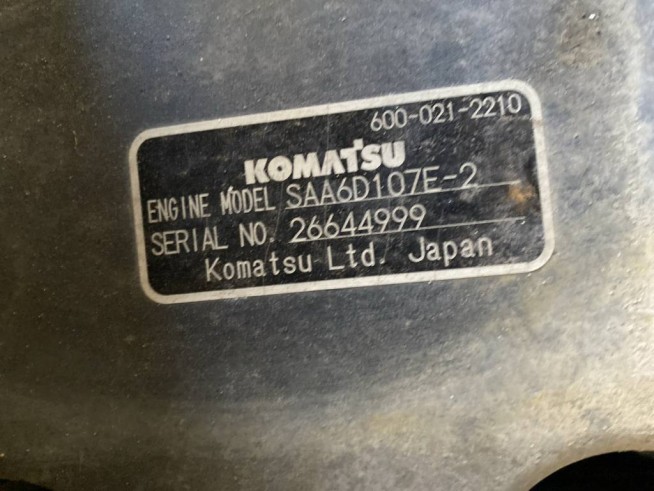 600-021-2210
KOMATSU
ENGINE MODEL SAA6D107E-2
SERIAL NO. 26644999
Komatsu Ltd. Japan